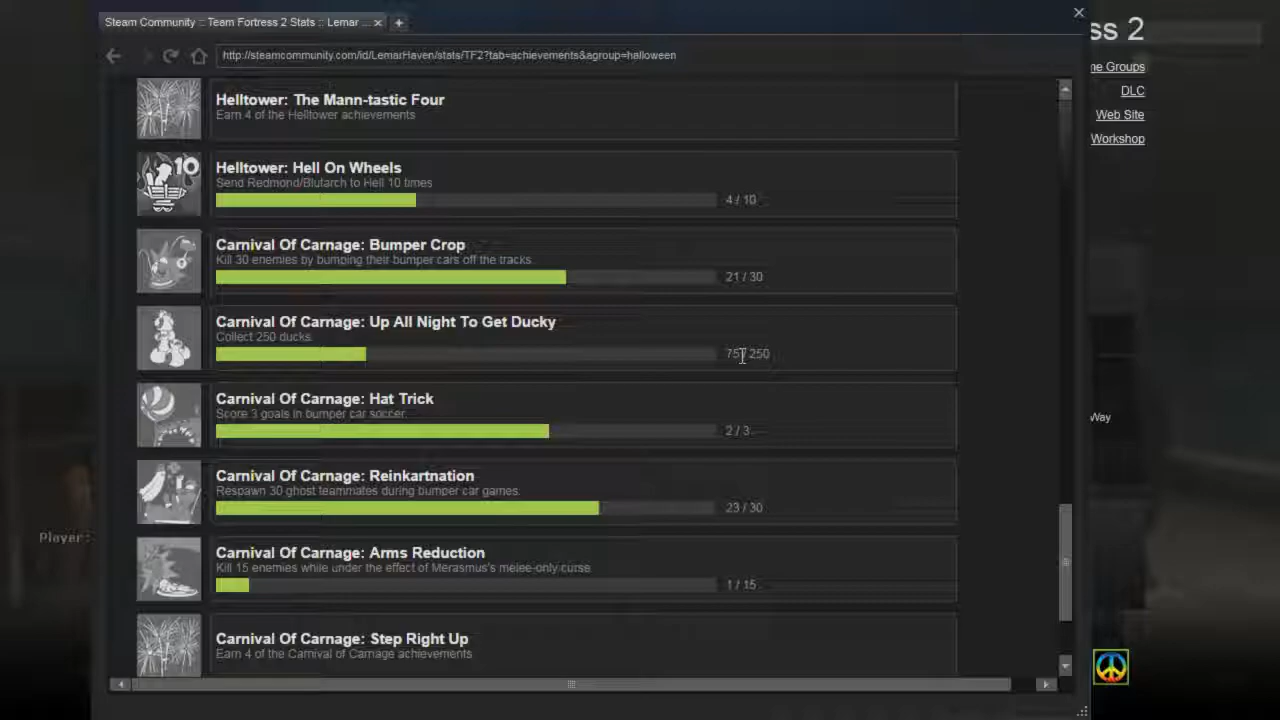 Steam Community :: Team Fortress 2 Stats :: Lemar ...
http://steamcommunity.com/id/LemarHaven/stats/TF2?tab=achievements&agroup=halloween
ss 2
me Groups
DLC
Web Site
Workshop
Helltower: The Mann-tastic Four
Earn 4 of the Helltower achievements
10
Helltower: Hell On Wheels
Send Redmond/Blutarch to Hell 10 times
4 / 10
Carnival Of Carnage: Bumper Crop
Kill 30 enemies by bumping their bumper cars off the tracks.
21 / 30
Carnival Of Carnage: Up All Night To Get Ducky
Collect 250 ducks.
75 / 250
Carnival Of Carnage: Hat Trick
Score 3 goals in bumper car soccer.
2 / 3
Way
Carnival Of Carnage: Reinkartnation
Respawn 30 ghost teammates during bumper car games.
23 / 30
Player:
Carnival Of Carnage: Arms Reduction
Kill 15 enemies while under the effect of Merasmus's melee-only curse
1 / 15
Carnival Of Carnage: Step Right Up
Earn 4 of the Carnival of Carnage achievements